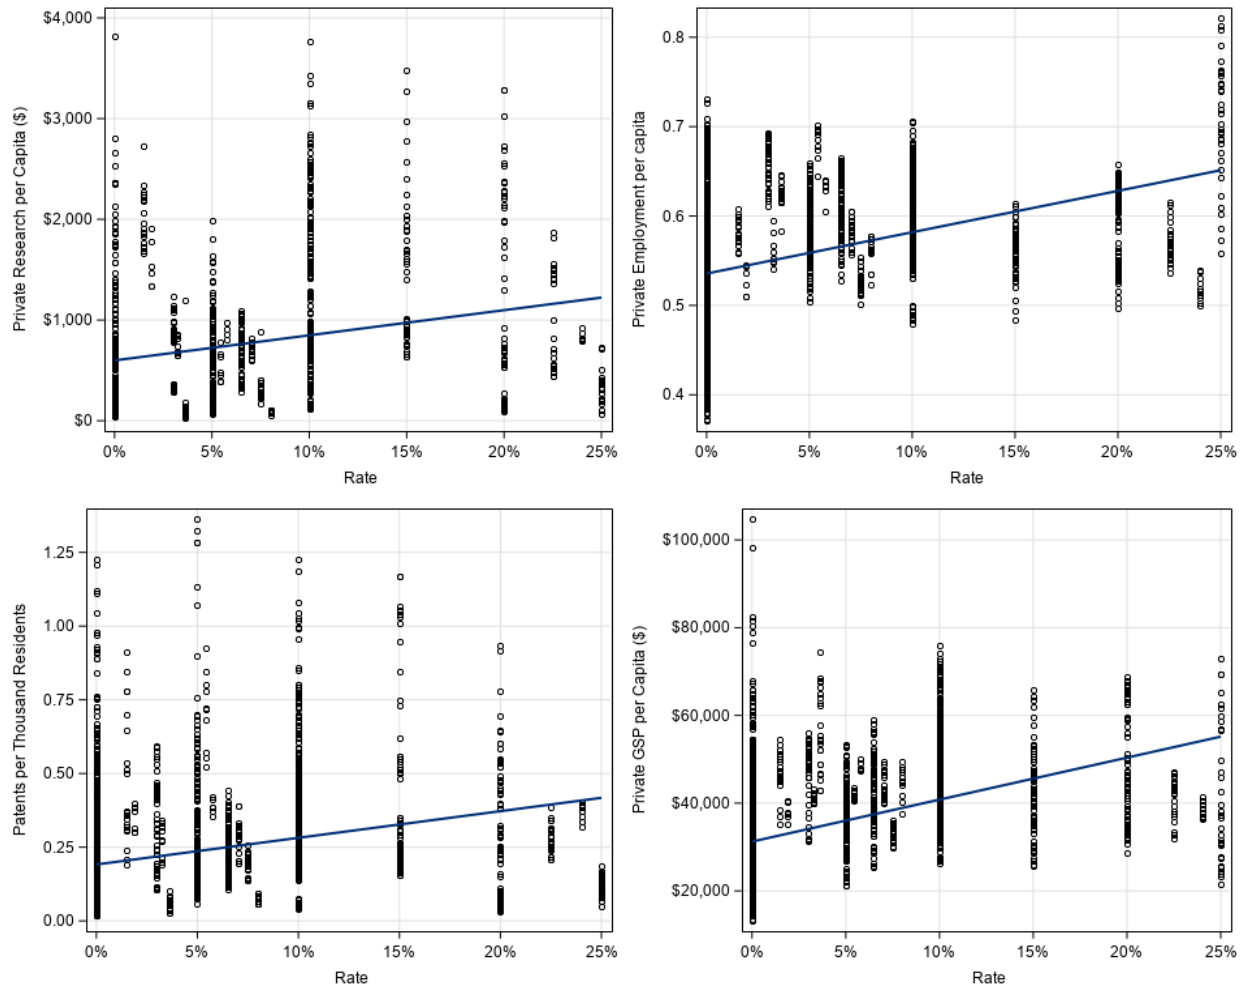 Private Research per Capita ($)
$4,000
$3,000
$2,000
$1,000
$0
0% 5% 10% 15% 20% 25%
Rate
Private Employment per capita
0.8
0.7
0.6
0.5
0.4
0% 5% 10% 15% 20% 25%
Rate
Patents per Thousand Residents
1.25
1.00
0.75
0.50
0.25
0.00
0% 5% 10% 15% 20% 25%
Rate
Private GSP per Capita ($)
$100,000
$80,000
$60,000
$40,000
$20,000
0% 5% 10% 15% 20% 25%
Rate